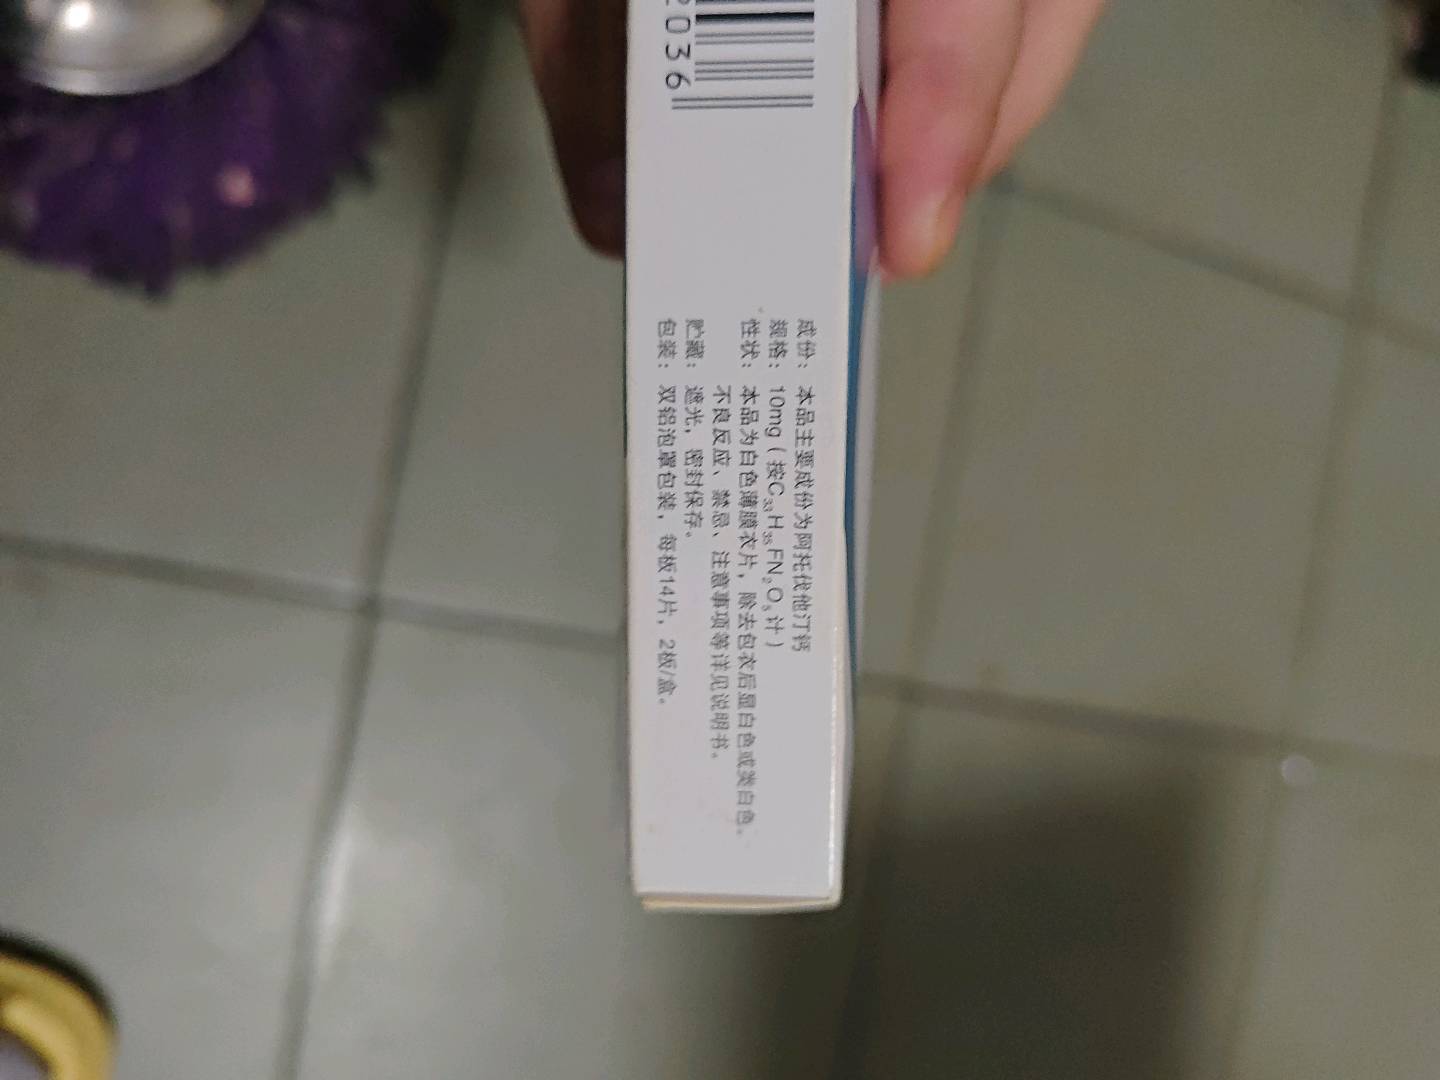 2036
成份：本品主要成份为阿托伐他汀钙
规格：10mg（按C₃₃H₃₅FN₂O₅计）
性状：本品为白色薄膜衣片，除去包衣后显白色或类白色。
不良反应、禁忌、注意事项等详见说明书。
贮藏：遮光，密封保存。
包装：双铝泡罩包装，每板14片，2板/盒。